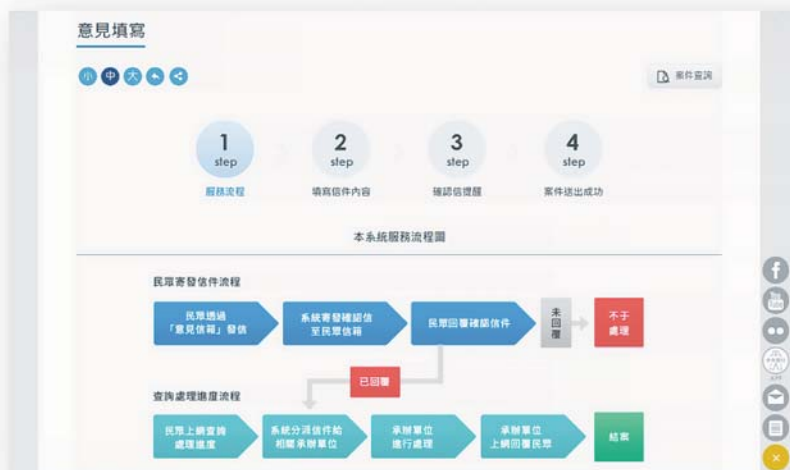 意見填寫
小 中 大
案件查詢
1
step
服務流程
2
step
填寫信件內容
3
step
確認信提醒
4
step
案件送出成功
本系統服務流程圖
民眾寄發信件流程
民眾透過
「意見信箱」發信
系統寄發確認信
至民眾信箱
民眾回覆確認信件
未
回
覆
不于
處理
已回覆
查詢處理進度流程
民眾上網查詢
處理進度
系統分派信件給
相關承辦單位
承辦單位
進行處理
承辦單位
上網回覆民眾
結案
You
Tube